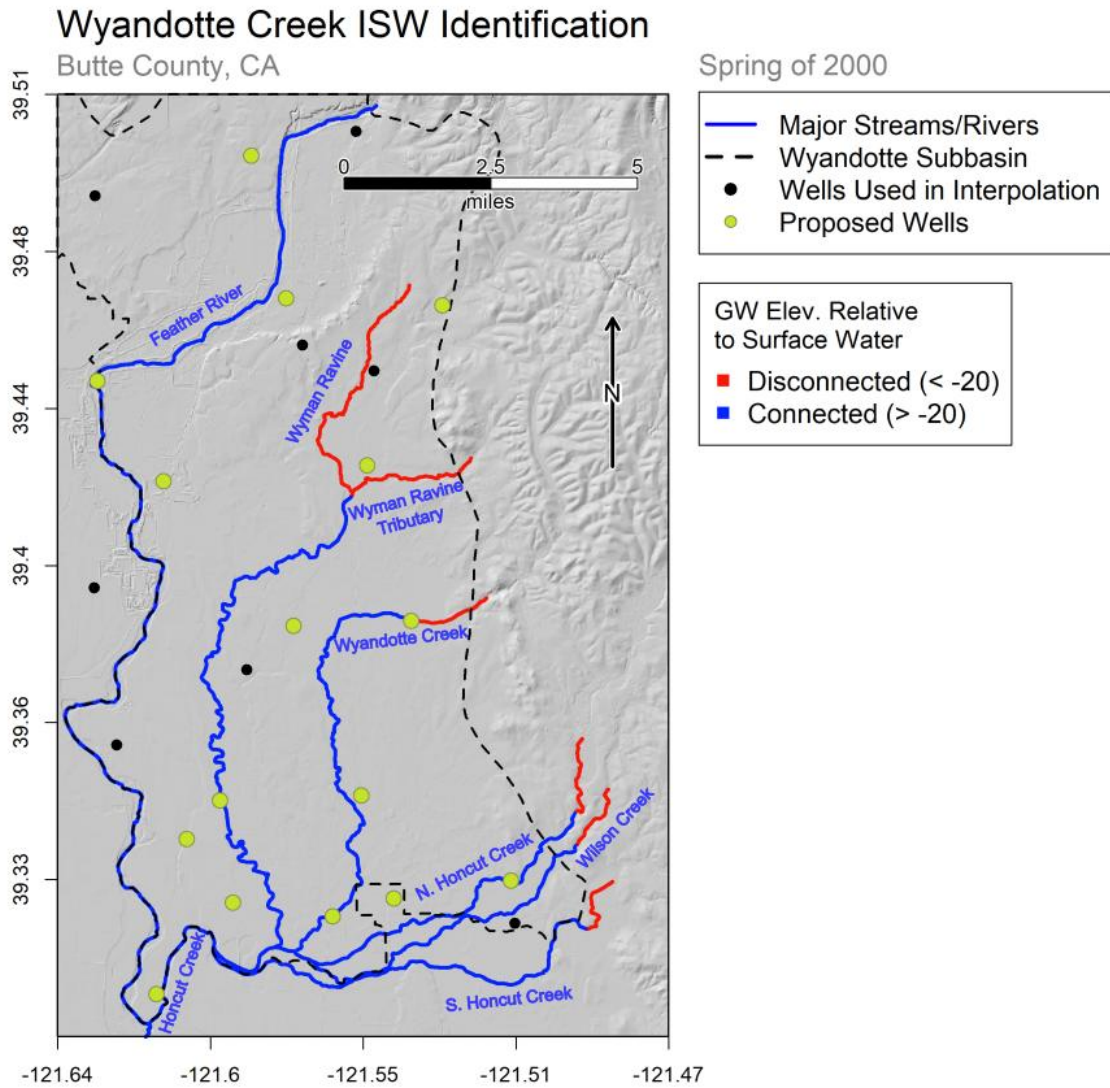 Wyandotte Creek ISW Identification
Butte County, CA
Spring of 2000
39.51
39.48
39.44
39.4
39.36
39.33
-121.64
-121.6
-121.55
-121.51
-121.47
0
2.5
5
miles
N
Feather River
Wyman Ravine
Wyman Ravine
Tributary
Wyandotte Creek
N. Honcut Creek
Wilson Creek
S. Honcut Creek
Honcut Creek
Major Streams/Rivers
Wyandotte Subbasin
Wells Used in Interpolation
Proposed Wells
GW Elev. Relative
to Surface Water
Disconnected (< -20)
Connected (> -20)